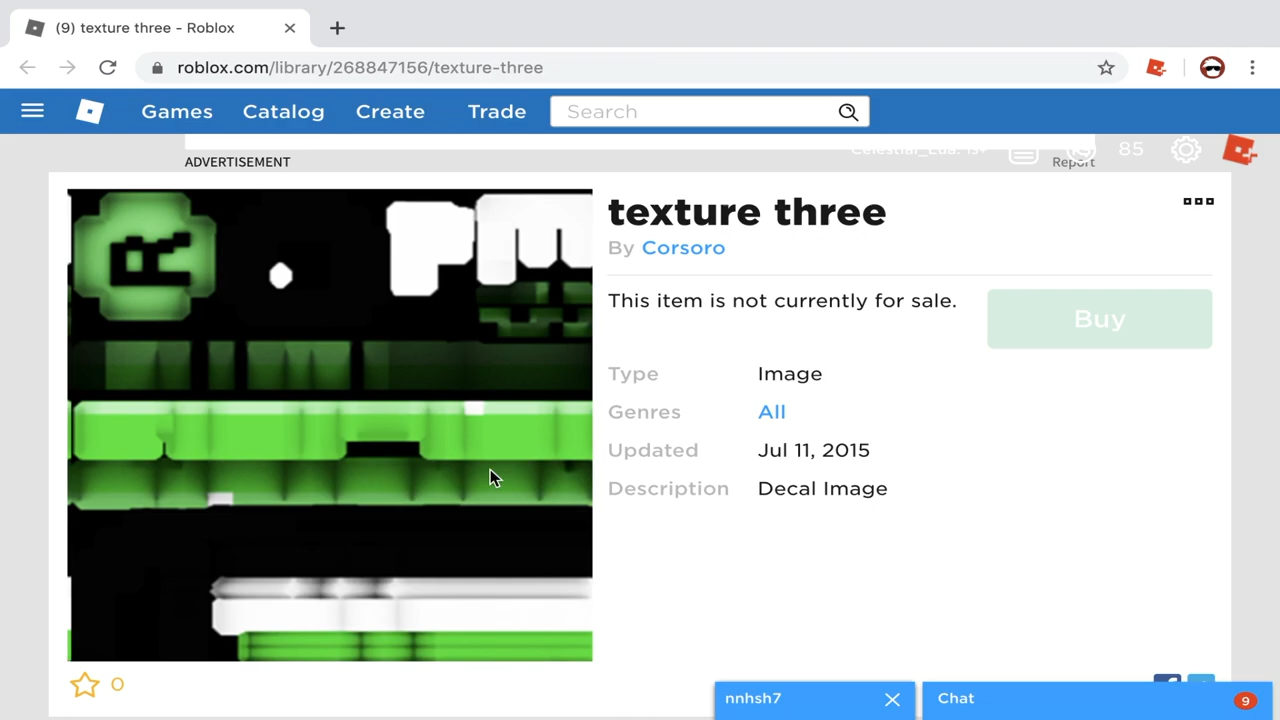 (9) texture three - Roblox
roblox.com/library/268847156/texture-three
Games Catalog Create Trade Search
85
ADVERTISEMENT
Report
texture three
By Corsoro
This item is not currently for sale.
Buy
Type Image
Genres All
Updated Jul 11, 2015
Description Decal Image
R
0
nnhsh7
Chat
9